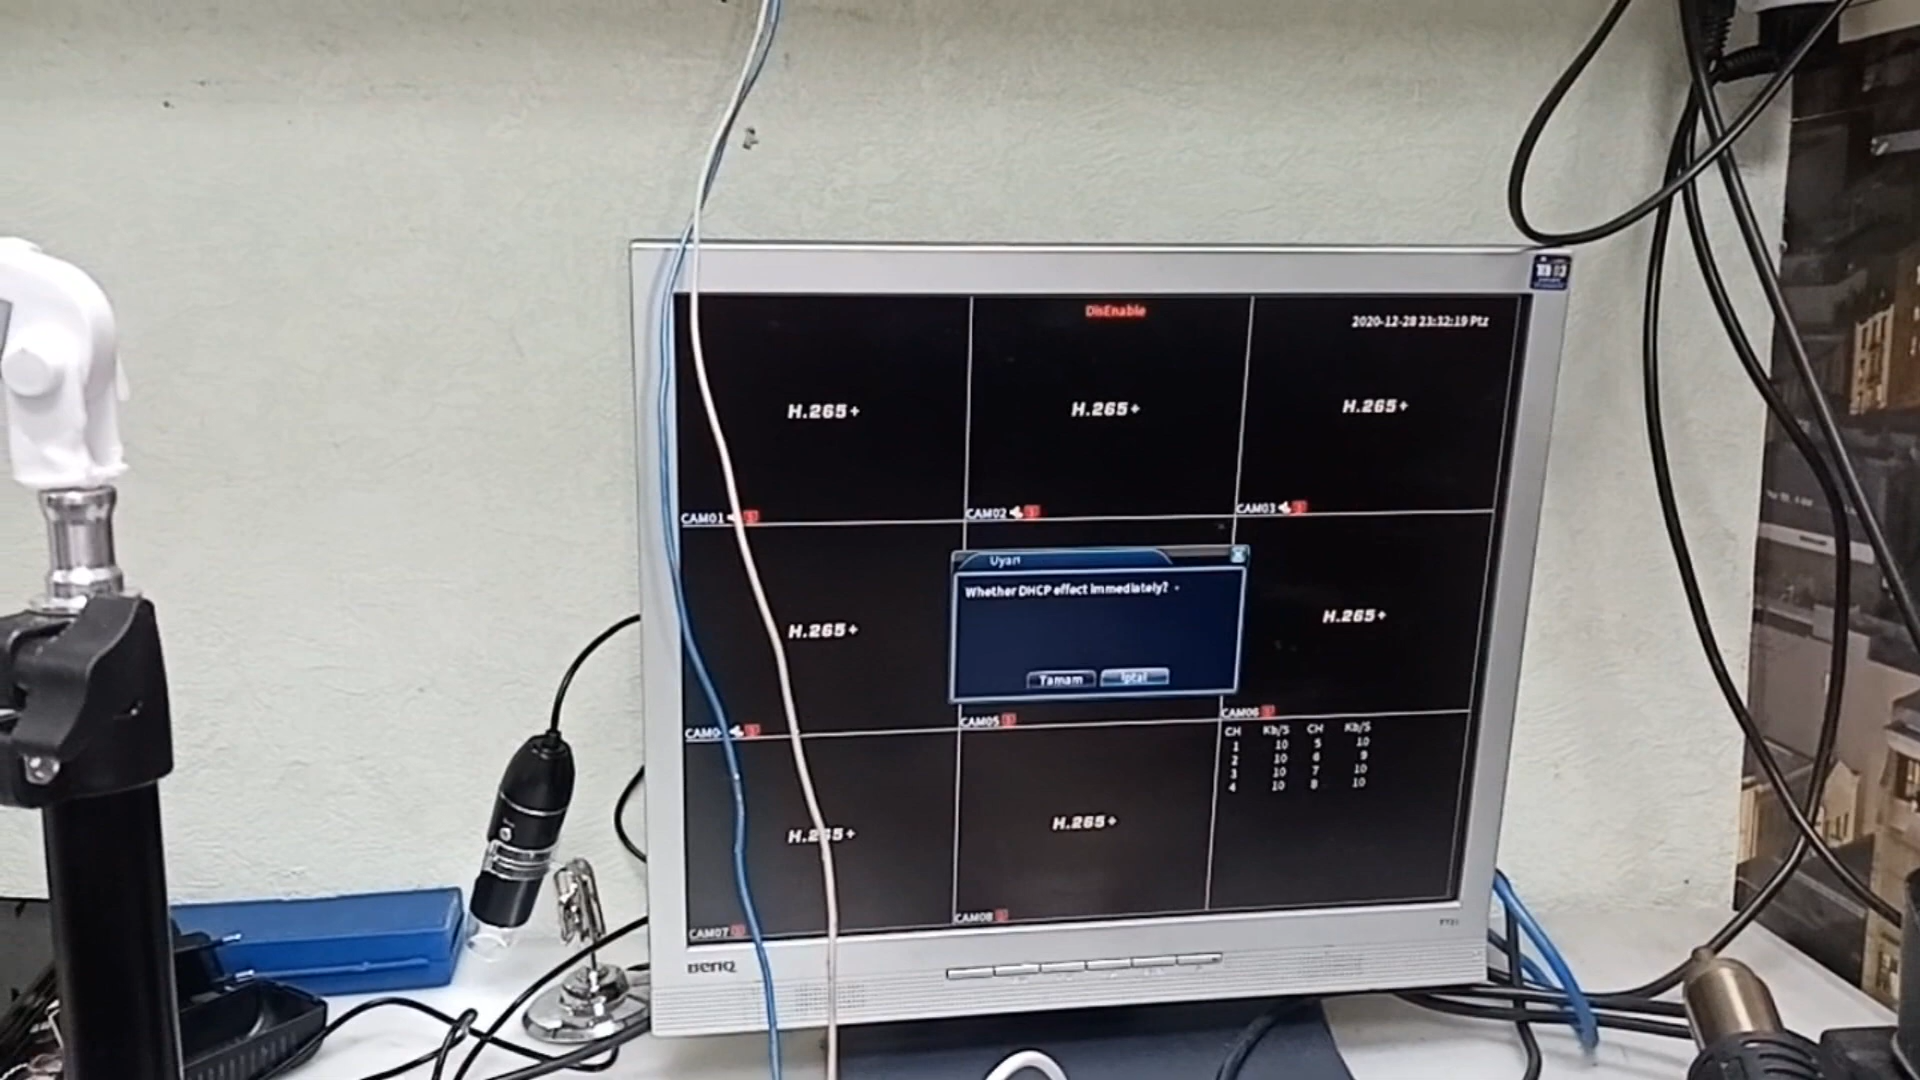 DisEnable
2020-12-28 23:32:19 Ptz
H.265+
H.265+
H.265+
CAM01
CAM02
CAM03
Uyarı
Whether DHCP effect immediately?
Tamam
İptal
H.265+
H.265+
CAM05
CAM06
H.265+
H.265+
CH Kb/S CH Kb/S
1 10 5 10
2 10 6 9
3 10 7 10
4 10 8 10
CAM07
CAM08
BenQ